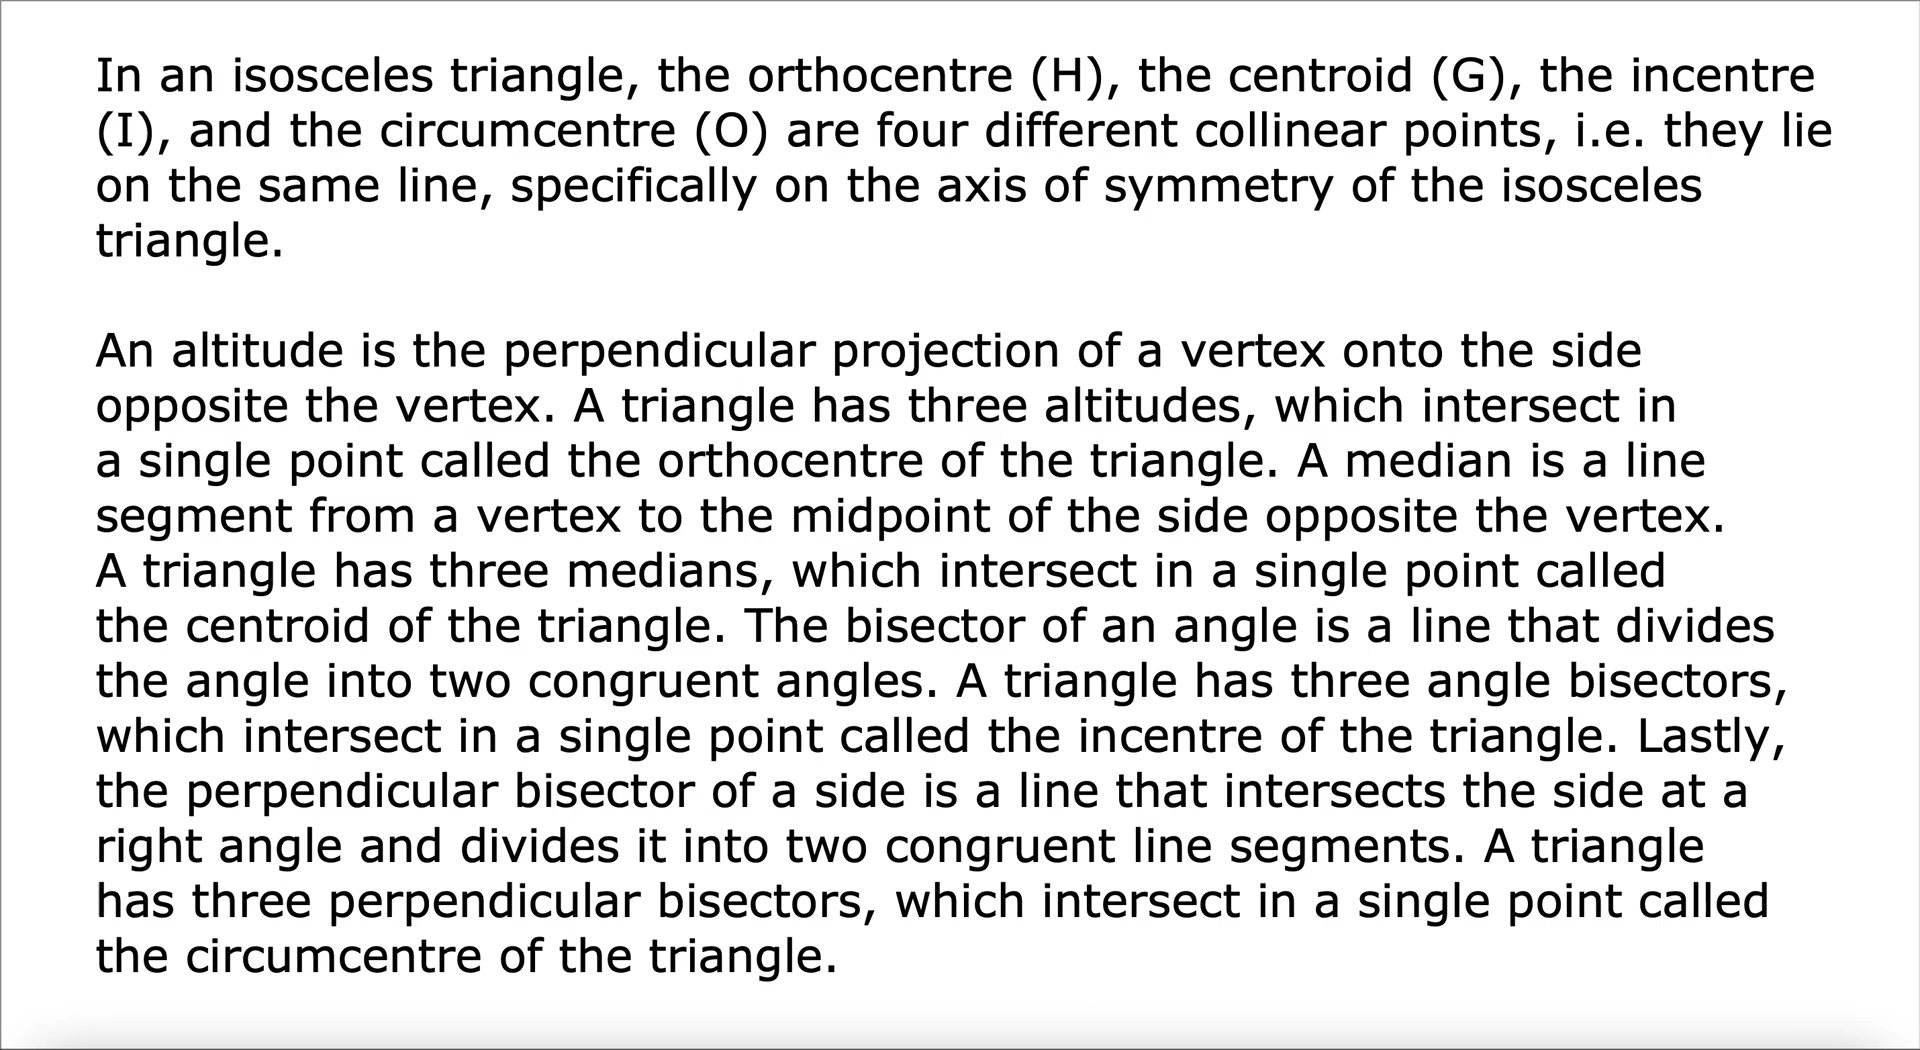 In an isosceles triangle, the orthocentre (H), the centroid (G), the incentre
(I), and the circumcentre (O) are four different collinear points, i.e. they lie
on the same line, specifically on the axis of symmetry of the isosceles
triangle.
An altitude is the perpendicular projection of a vertex onto the side
opposite the vertex. A triangle has three altitudes, which intersect in
a single point called the orthocentre of the triangle. A median is a line
segment from a vertex to the midpoint of the side opposite the vertex.
A triangle has three medians, which intersect in a single point called
the centroid of the triangle. The bisector of an angle is a line that divides
the angle into two congruent angles. A triangle has three angle bisectors,
which intersect in a single point called the incentre of the triangle. Lastly,
the perpendicular bisector of a side is a line that intersects the side at a
right angle and divides it into two congruent line segments. A triangle
has three perpendicular bisectors, which intersect in a single point called
the circumcentre of the triangle.